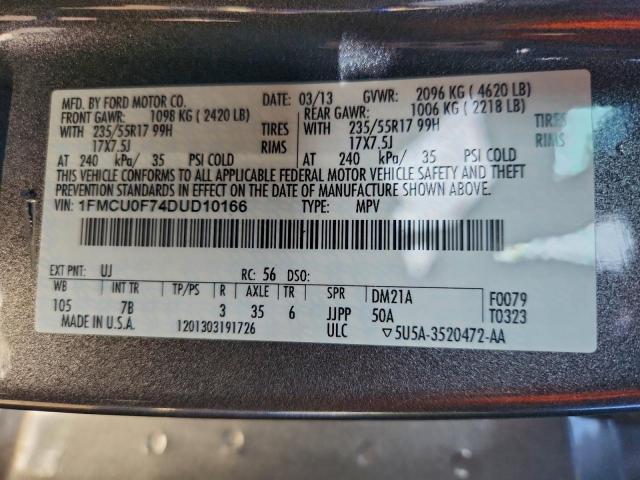 MFD. BY FORD MOTOR CO. DATE: 03/13 GVWR: 2096 KG ( 4620 LB)
FRONT GAWR: 1098 KG ( 2420 LB) REAR GAWR: 1006 KG ( 2218 LB)
WITH 235/55R17 99H TIRES WITH 235/55R17 99H TIRES
17X7.5J RIMS 17X7.5J RIMS
AT 240 kPa/ 35 PSI COLD AT 240 kPa/ 35 PSI COLD
THIS VEHICLE CONFORMS TO ALL APPLICABLE FEDERAL MOTOR VEHICLE SAFETY AND THEFT
PREVENTION STANDARDS IN EFFECT ON THE DATE OF MANUFACTURE SHOWN ABOVE.
VIN: 1FMCU0F74DUD10166 TYPE: MPV
EXT PNT: UJ RC: 56 DSO:
WB INT TR TP/PS R AXLE TR SPR DM21A F0079
105 7B 3 35 6 JJPP 50A T0323
MADE IN U.S.A. 1201303191726 ULC ▽5U5A-3520472-AA